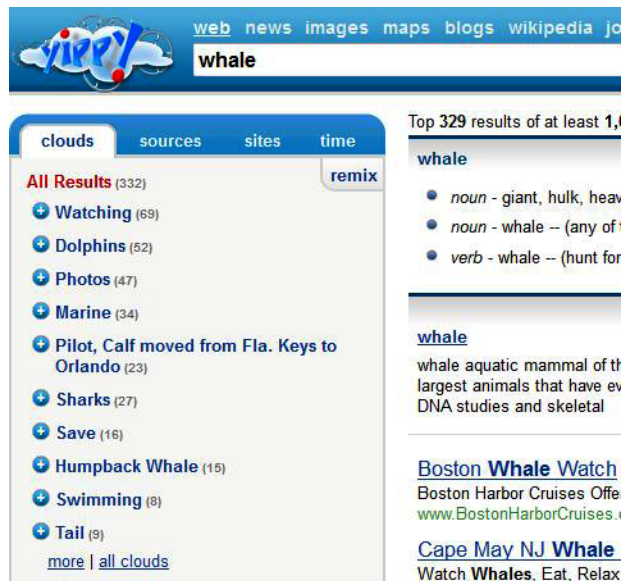 yippy!
web news images maps blogs wikipedia jo
whale
clouds sources sites time
remix
All Results (332)
Watching (69)
Dolphins (52)
Photos (47)
Marine (34)
Pilot, Calf moved from Fla. Keys to
Orlando (23)
Sharks (27)
Save (16)
Humpback Whale (15)
Swimming (8)
Tail (9)
more | all clouds
Top 329 results of at least 1,
whale
noun - giant, hulk, heav
noun - whale -- (any of
verb - whale -- (hunt for
whale
whale aquatic mammal of th
largest animals that have ev
DNA studies and skeletal
Boston Whale Watch
Boston Harbor Cruises Offe
www.BostonHarborCruises.
Cape May NJ Whale
Watch Whales, Eat, Relax